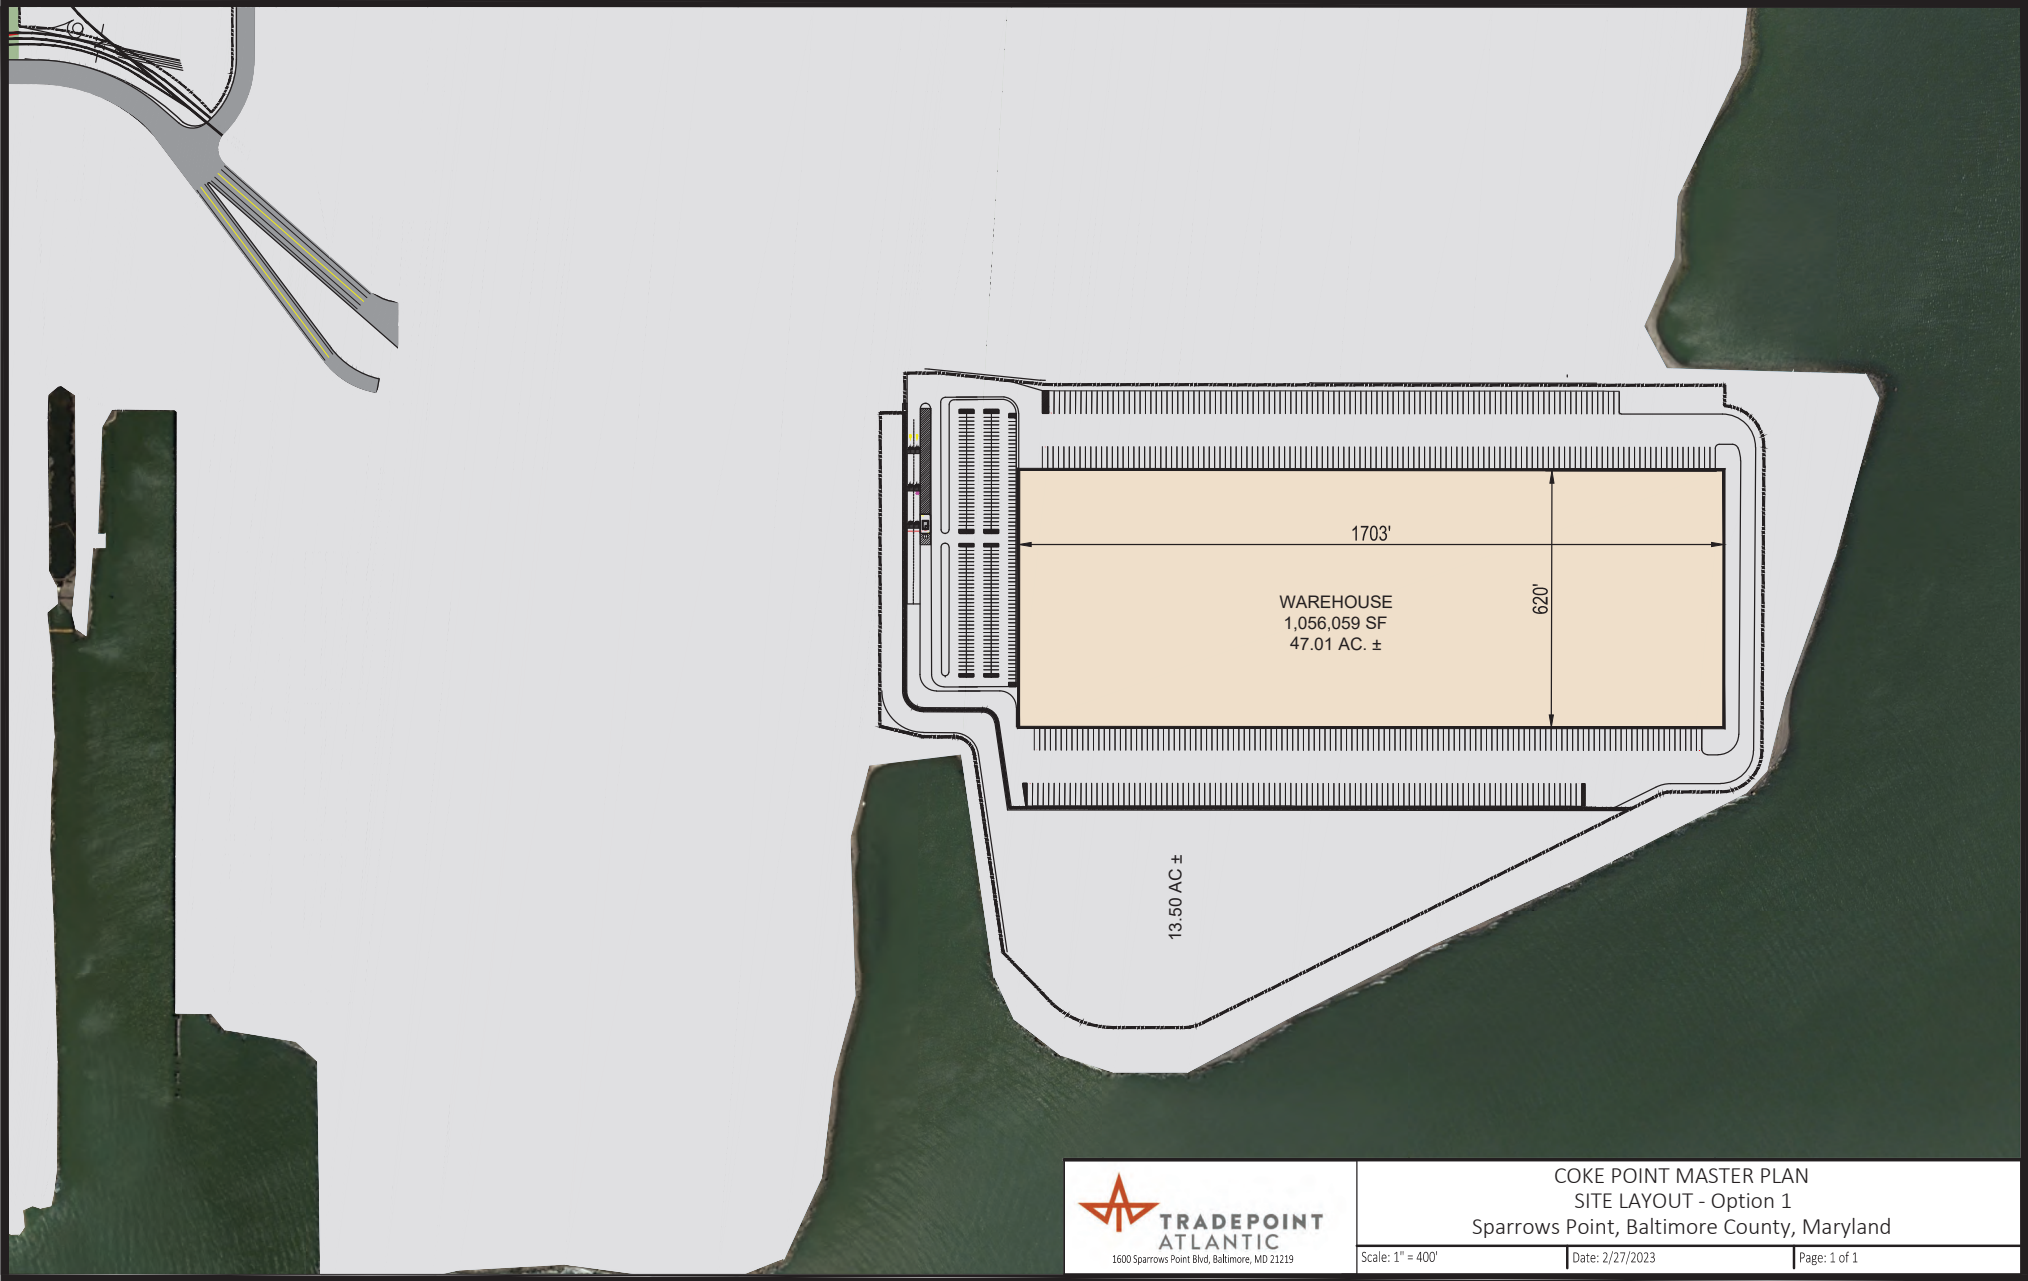 1703'
620'
WAREHOUSE
1,056,059 SF
47.01 AC. ±
13.50 AC ±
TRADEPOINT
ATLANTIC
1600 Sparrows Point Blvd, Baltimore, MD 21219
COKE POINT MASTER PLAN
SITE LAYOUT - Option 1
Sparrows Point, Baltimore County, Maryland
Scale: 1" = 400'
Date: 2/27/2023
Page: 1 of 1